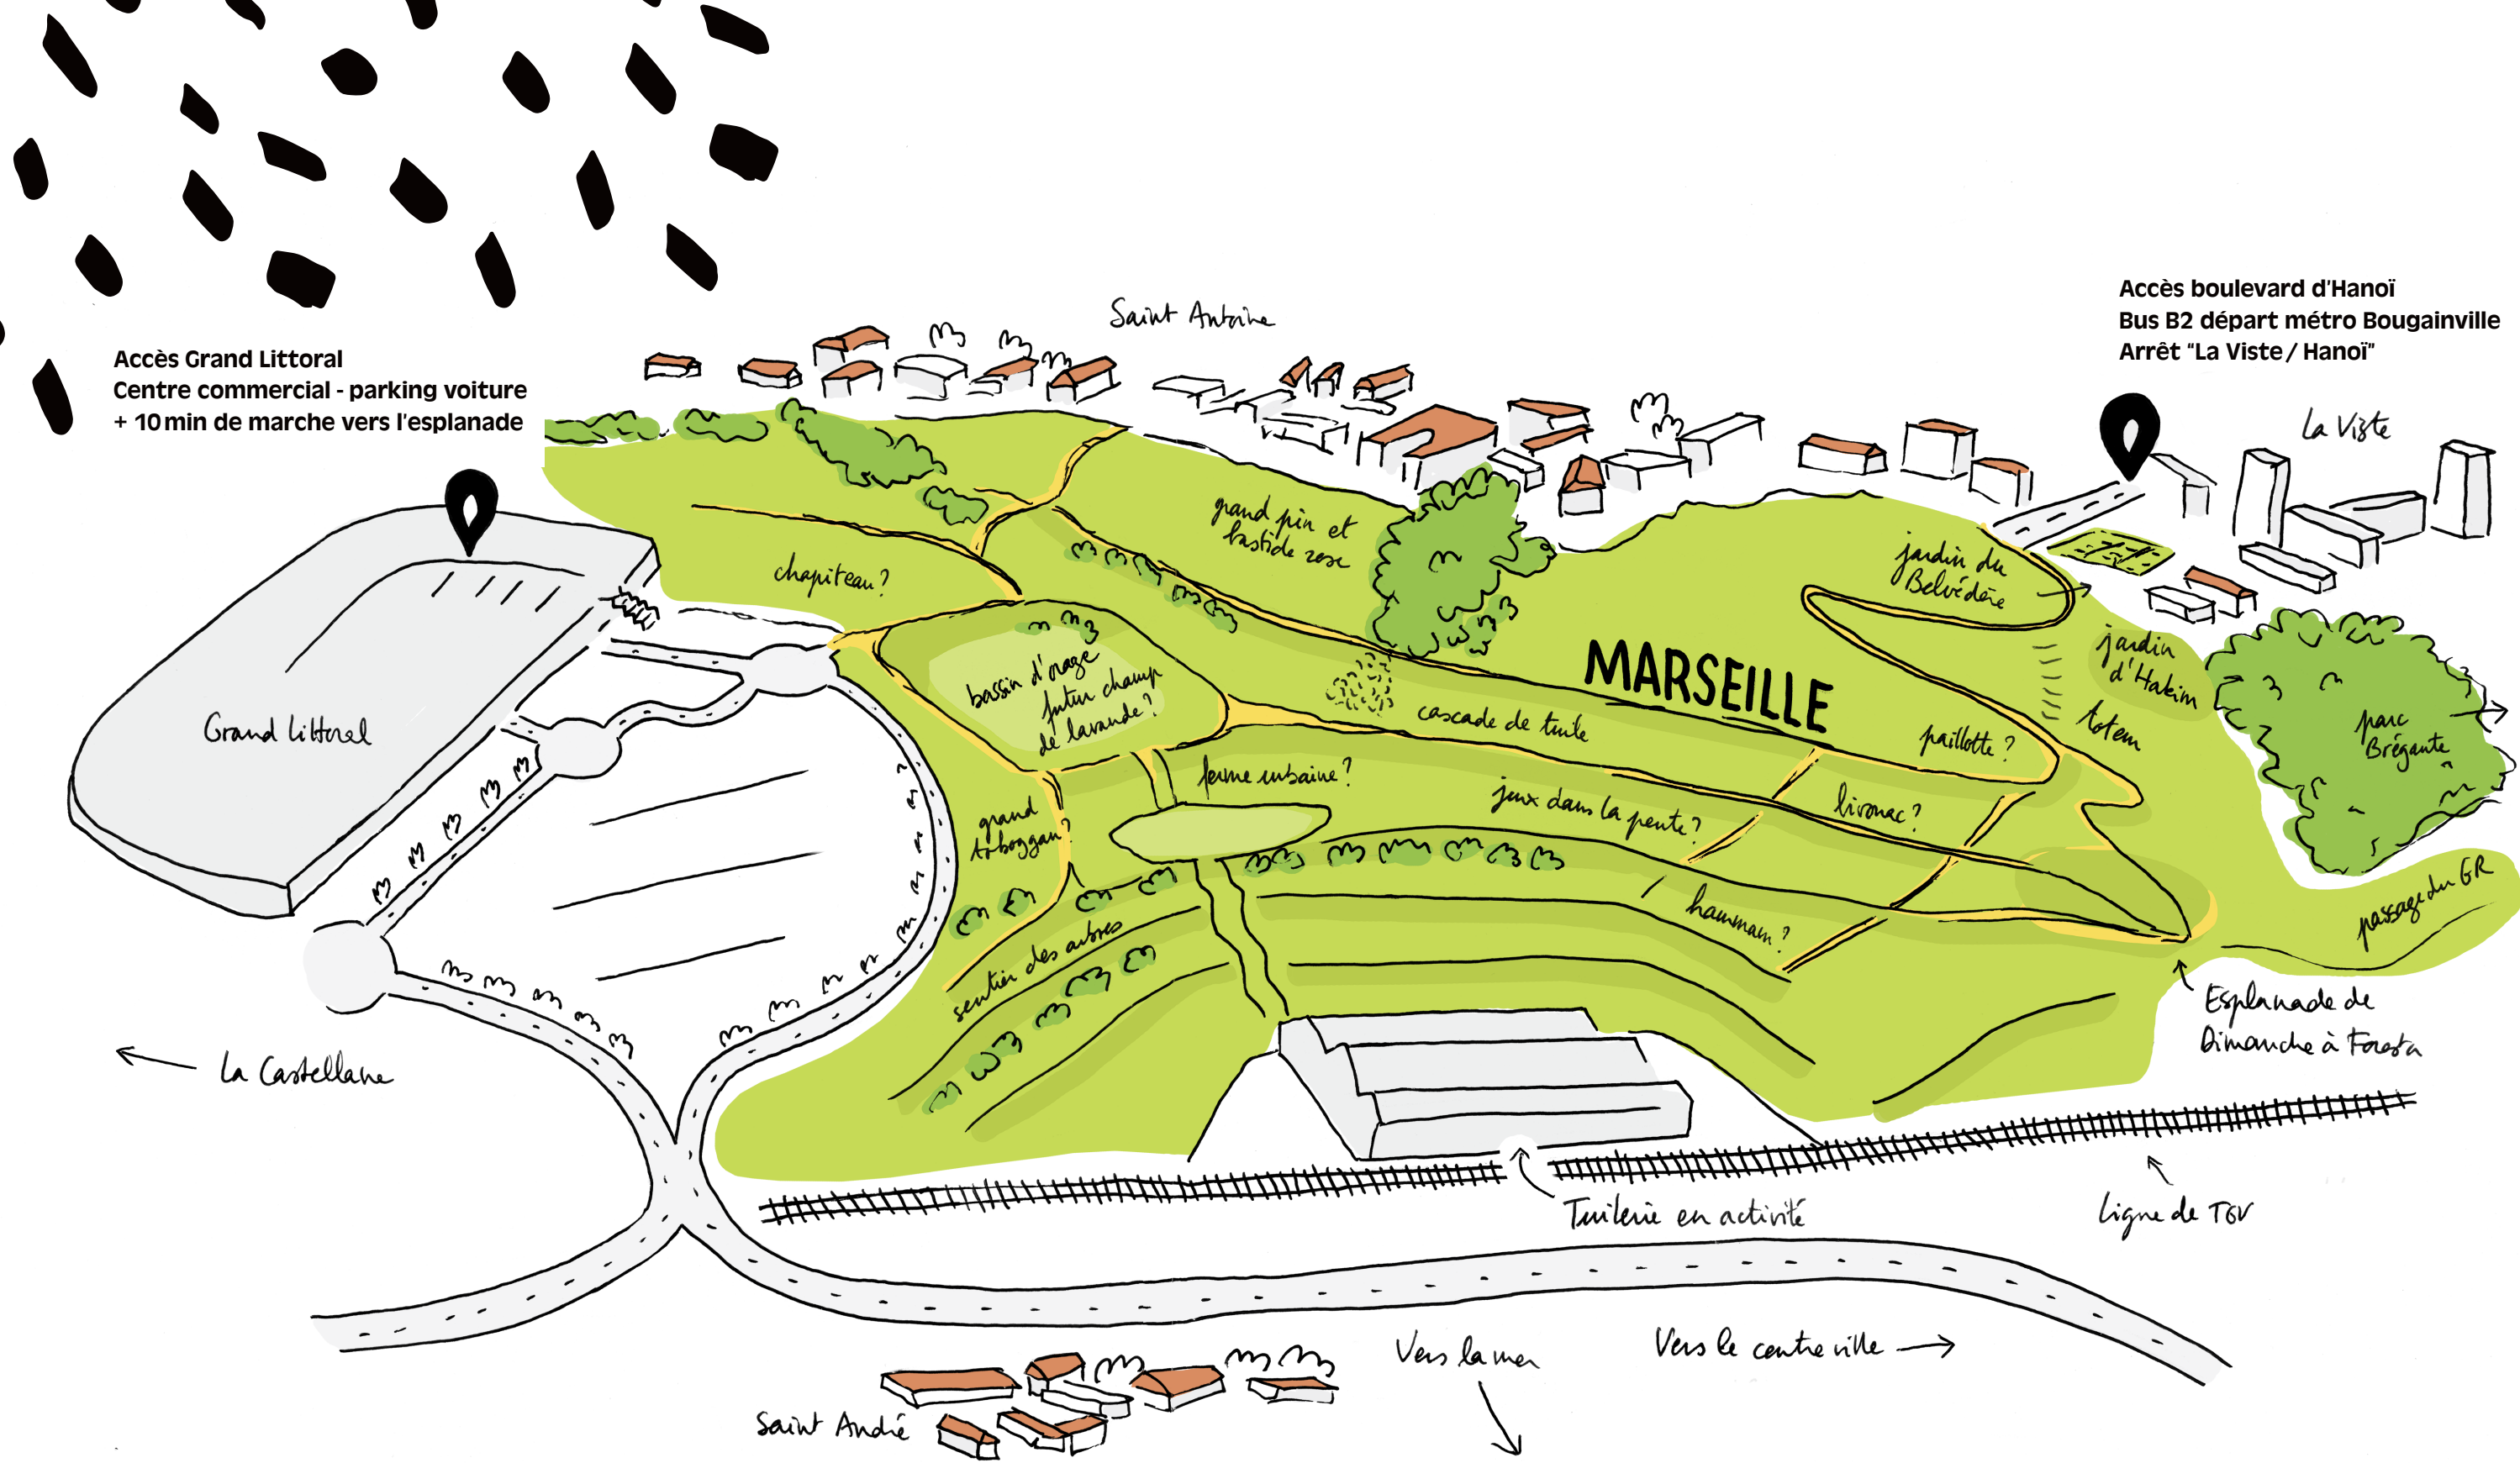 Saint Antoine
Accès boulevard d'Hanoï
Bus B2 départ métro Bougainville
Arrêt "La Viste / Hanoï"
Accès Grand Littoral
Centre commercial - parking voiture
+ 10 min de marche vers l'esplanade
La Viste
grand pin et
bastide rose
chapiteau ?
jardin du
Belvédère
jardin
d'Hakim
MARSEILLE
bassin d'orage
futur champ
de lavande ?
cascade de tuile
paillotte ?
totem
parc
Brégante
Grand Littoral
ferme urbaine ?
jeux dans la pente ?
bivouac ?
grand
toboggan ?
hammam ?
passage du GR
sentier des arbres
Esplanade de
Dimanche à Foresta
La Castellane
Tuilerie en activité
Ligne de TGV
Vers la mer
Vers le centre ville
Saint André